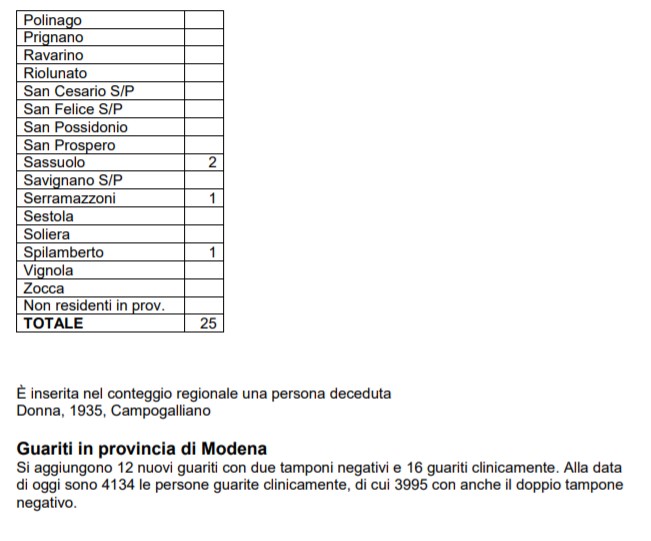 Polinago
Prignano
Ravarino
Riolunato
San Cesario S/P
San Felice S/P
San Possidonio
San Prospero
Sassuolo 2
Savignano S/P
Serramazzoni 1
Sestola
Soliera
Spilamberto 1
Vignola
Zocca
Non residenti in prov.
TOTALE 25
È inserita nel conteggio regionale una persona deceduta
Donna, 1935, Campogalliano
Guariti in provincia di Modena
Si aggiungono 12 nuovi guariti con due tamponi negativi e 16 guariti clinicamente. Alla data
di oggi sono 4134 le persone guarite clinicamente, di cui 3995 con anche il doppio tampone
negativo.